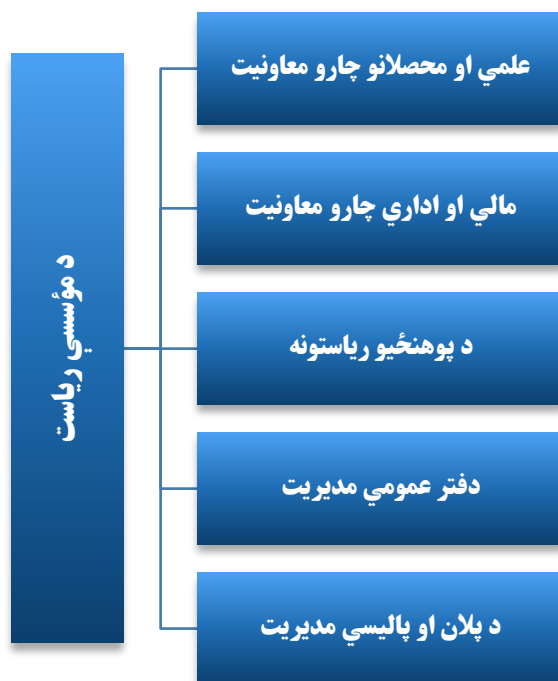 د مؤسسې ریاست
علمي او محصلانو چارو معاونیت
مالي او اداري چارو معاونیت
د پوهنځیو ریاستونه
دفتر عمومي مدیریت
د پلان او پالیسي مدیریت